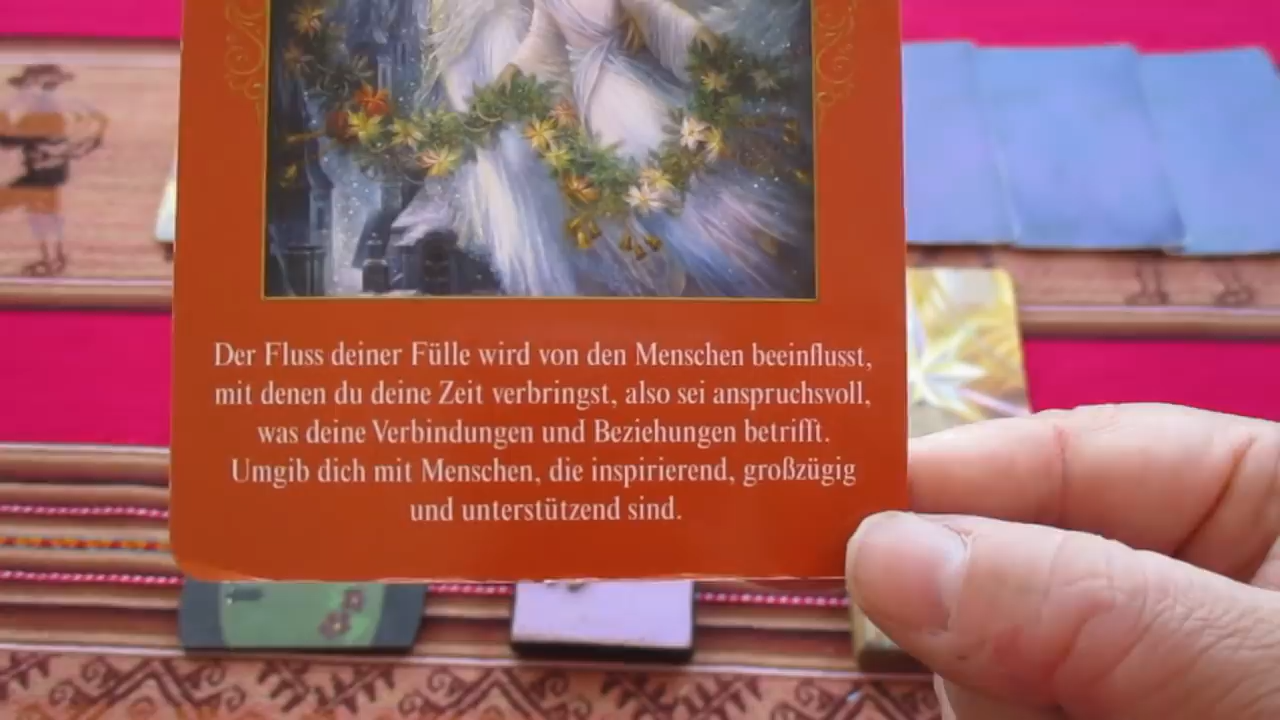 Der Fluss deiner Fülle wird von den Menschen beeinflusst,
mit denen du deine Zeit verbringst, also sei anspruchsvoll,
was deine Verbindungen und Beziehungen betrifft.
Umgib dich mit Menschen, die inspirierend, großzügig
und unterstützend sind.